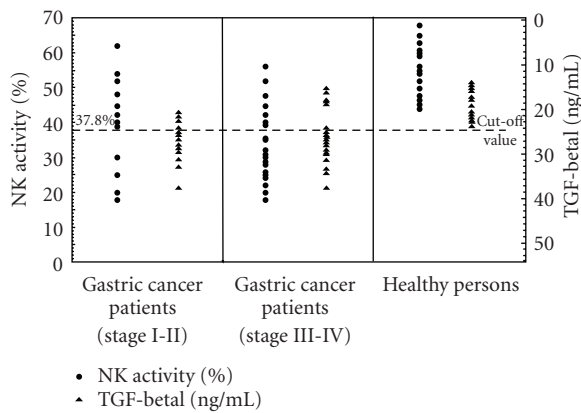 70
60
50
40
30
20
10
0
NK activity (%)
37.8%
Cut-off
value
0
10
20
30
40
50
TGF-betal (ng/mL)
Gastric cancer
patients
(stage I-II)
Gastric cancer
patients
(stage III-IV)
Healthy persons
NK activity (%)
TGF-betal (ng/mL)